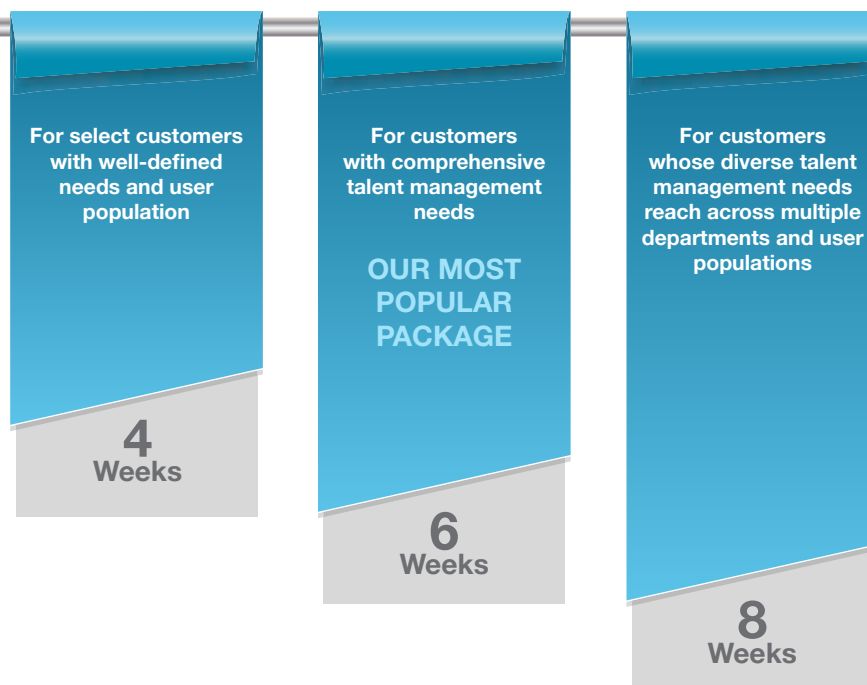 For select customers
with well-defined
needs and user
population
4
Weeks
For customers
with comprehensive
talent management
needs
OUR MOST
POPULAR
PACKAGE
6
Weeks
For customers
whose diverse talent
management needs
reach across multiple
departments and user
populations
8
Weeks